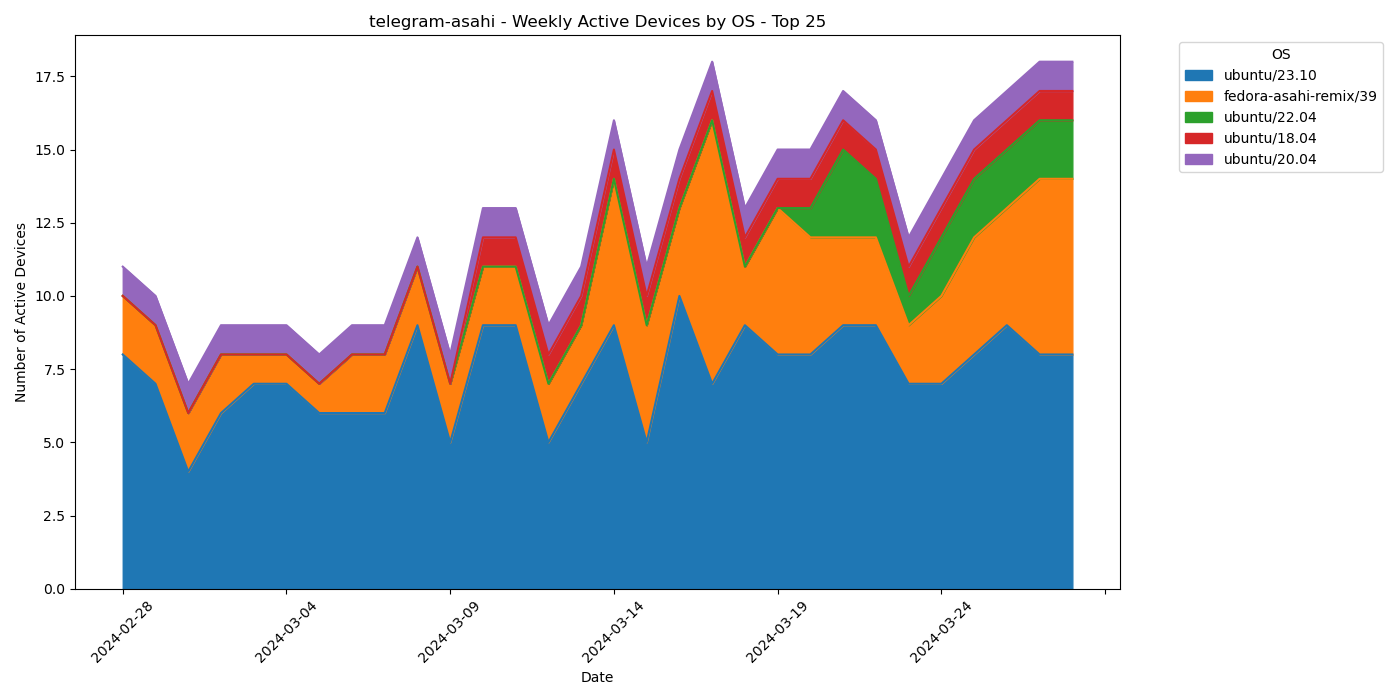 telegram-asahi - Weekly Active Devices by OS - Top 25
OS
ubuntu/23.10
fedora-asahi-remix/39
ubuntu/22.04
ubuntu/18.04
ubuntu/20.04
Number of Active Devices
17.5
15.0
12.5
10.0
7.5
5.0
2.5
0.0
2024-02-28
2024-03-04
2024-03-09
2024-03-14
2024-03-19
2024-03-24
Date